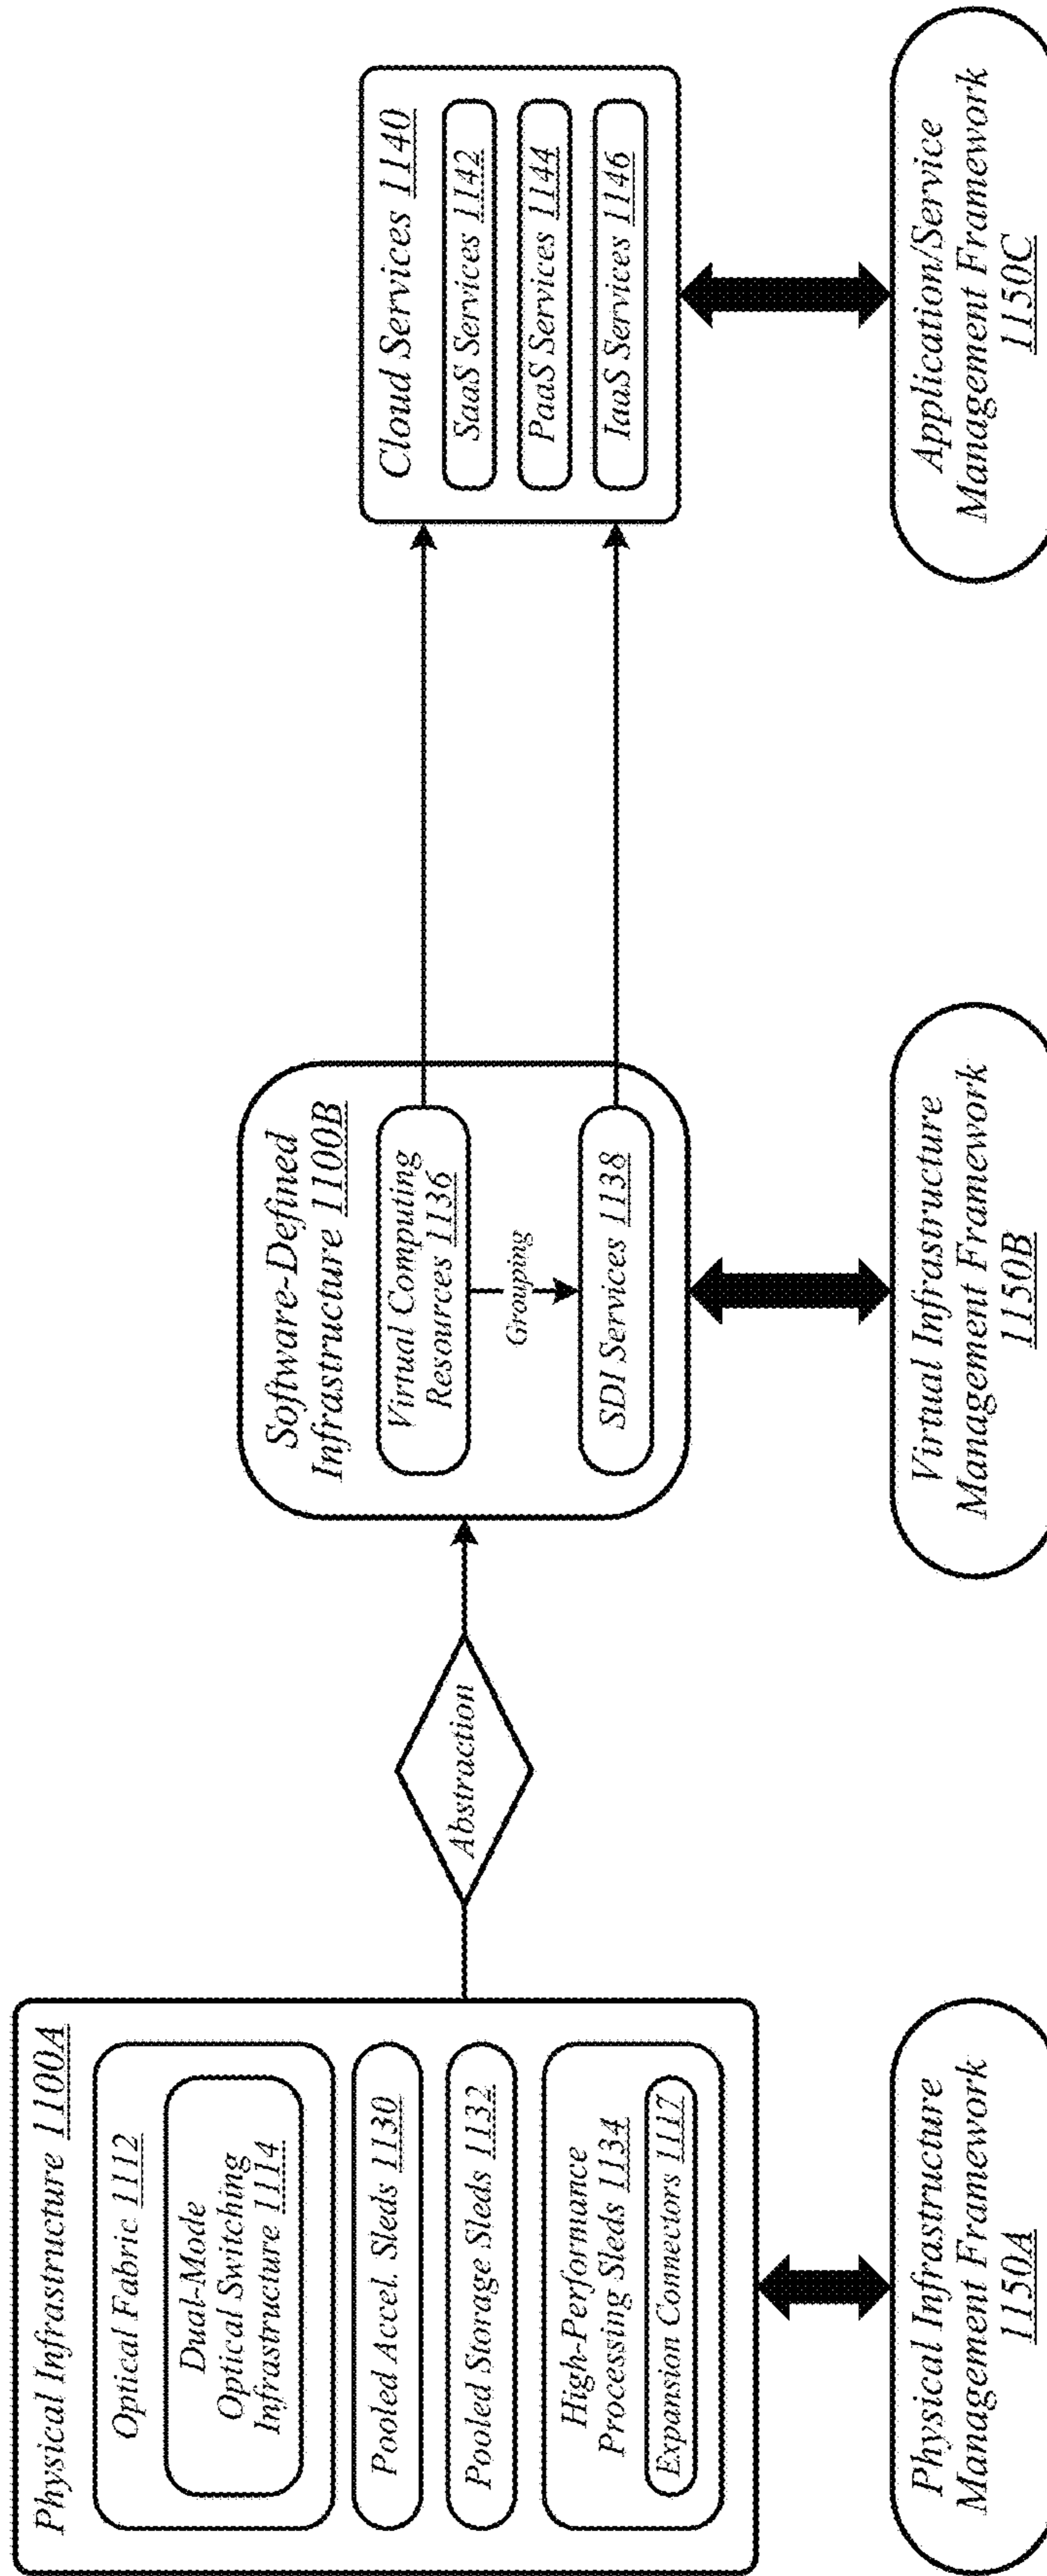 Physical Infrastructure 1100A
Optical Fabric 1112
Dual-Mode
Optical Switching
Infrastructure 1114
Pooled Accel. Sleds 1130
Pooled Storage Sleds 1132
High-Performance
Processing Sleds 1134
Expansion Connectors 1117
Physical Infrastructure
Management Framework
1150A
Abstraction
Software-Defined
Infrastructure 1100B
Virtual Computing
Resources 1136
Grouping
SDI Services 1138
Virtual Infrastructure
Management Framework
1150B
Cloud Services 1140
SaaS Services 1142
PaaS Services 1144
IaaS Services 1146
Application/Service
Management Framework
1150C